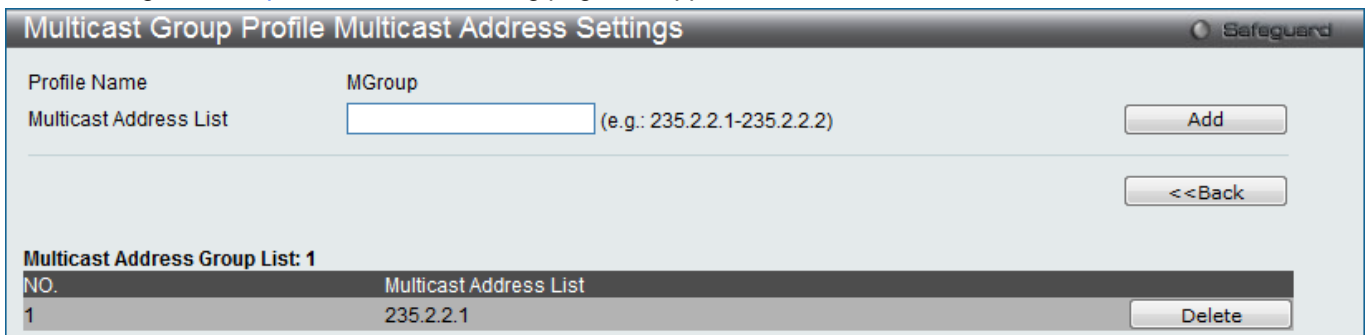 Multicast Group Profile Multicast Address Settings Safeguard
Profile Name MGroup
Multicast Address List (e.g.: 235.2.2.1-235.2.2.2) Add
<<Back
Multicast Address Group List: 1
NO. Multicast Address List
1 235.2.2.1 Delete